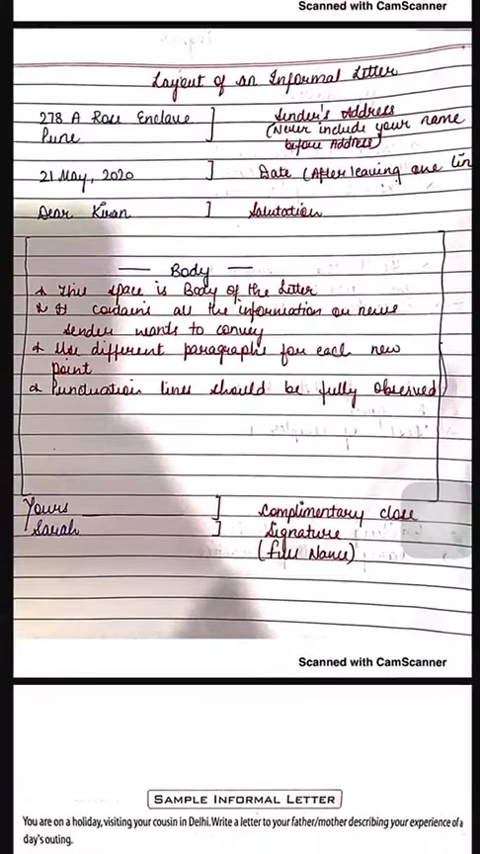 Scanned with CamScanner
Layout of an Informal Letter
278 A Rose Enclave ] Sender's Address
Pune (Never include your name
before Address)
21 May, 2020 ] Date (After leaving one lin
Dear Kiran ] Salutation
— Body —
* This space is Body of the Letter
* It contains all the information or news
sender wants to convey
* Use different paragraphs for each new
point
* Punctuation lines should be fully observed
Yours ] Complimentary close
Sarah ] Signature
(Full Name)
Scanned with CamScanner
SAMPLE INFORMAL LETTER
You are on a holiday, visiting your cousin in Delhi. Write a letter to your father/mother describing your experience of a
day's outing.